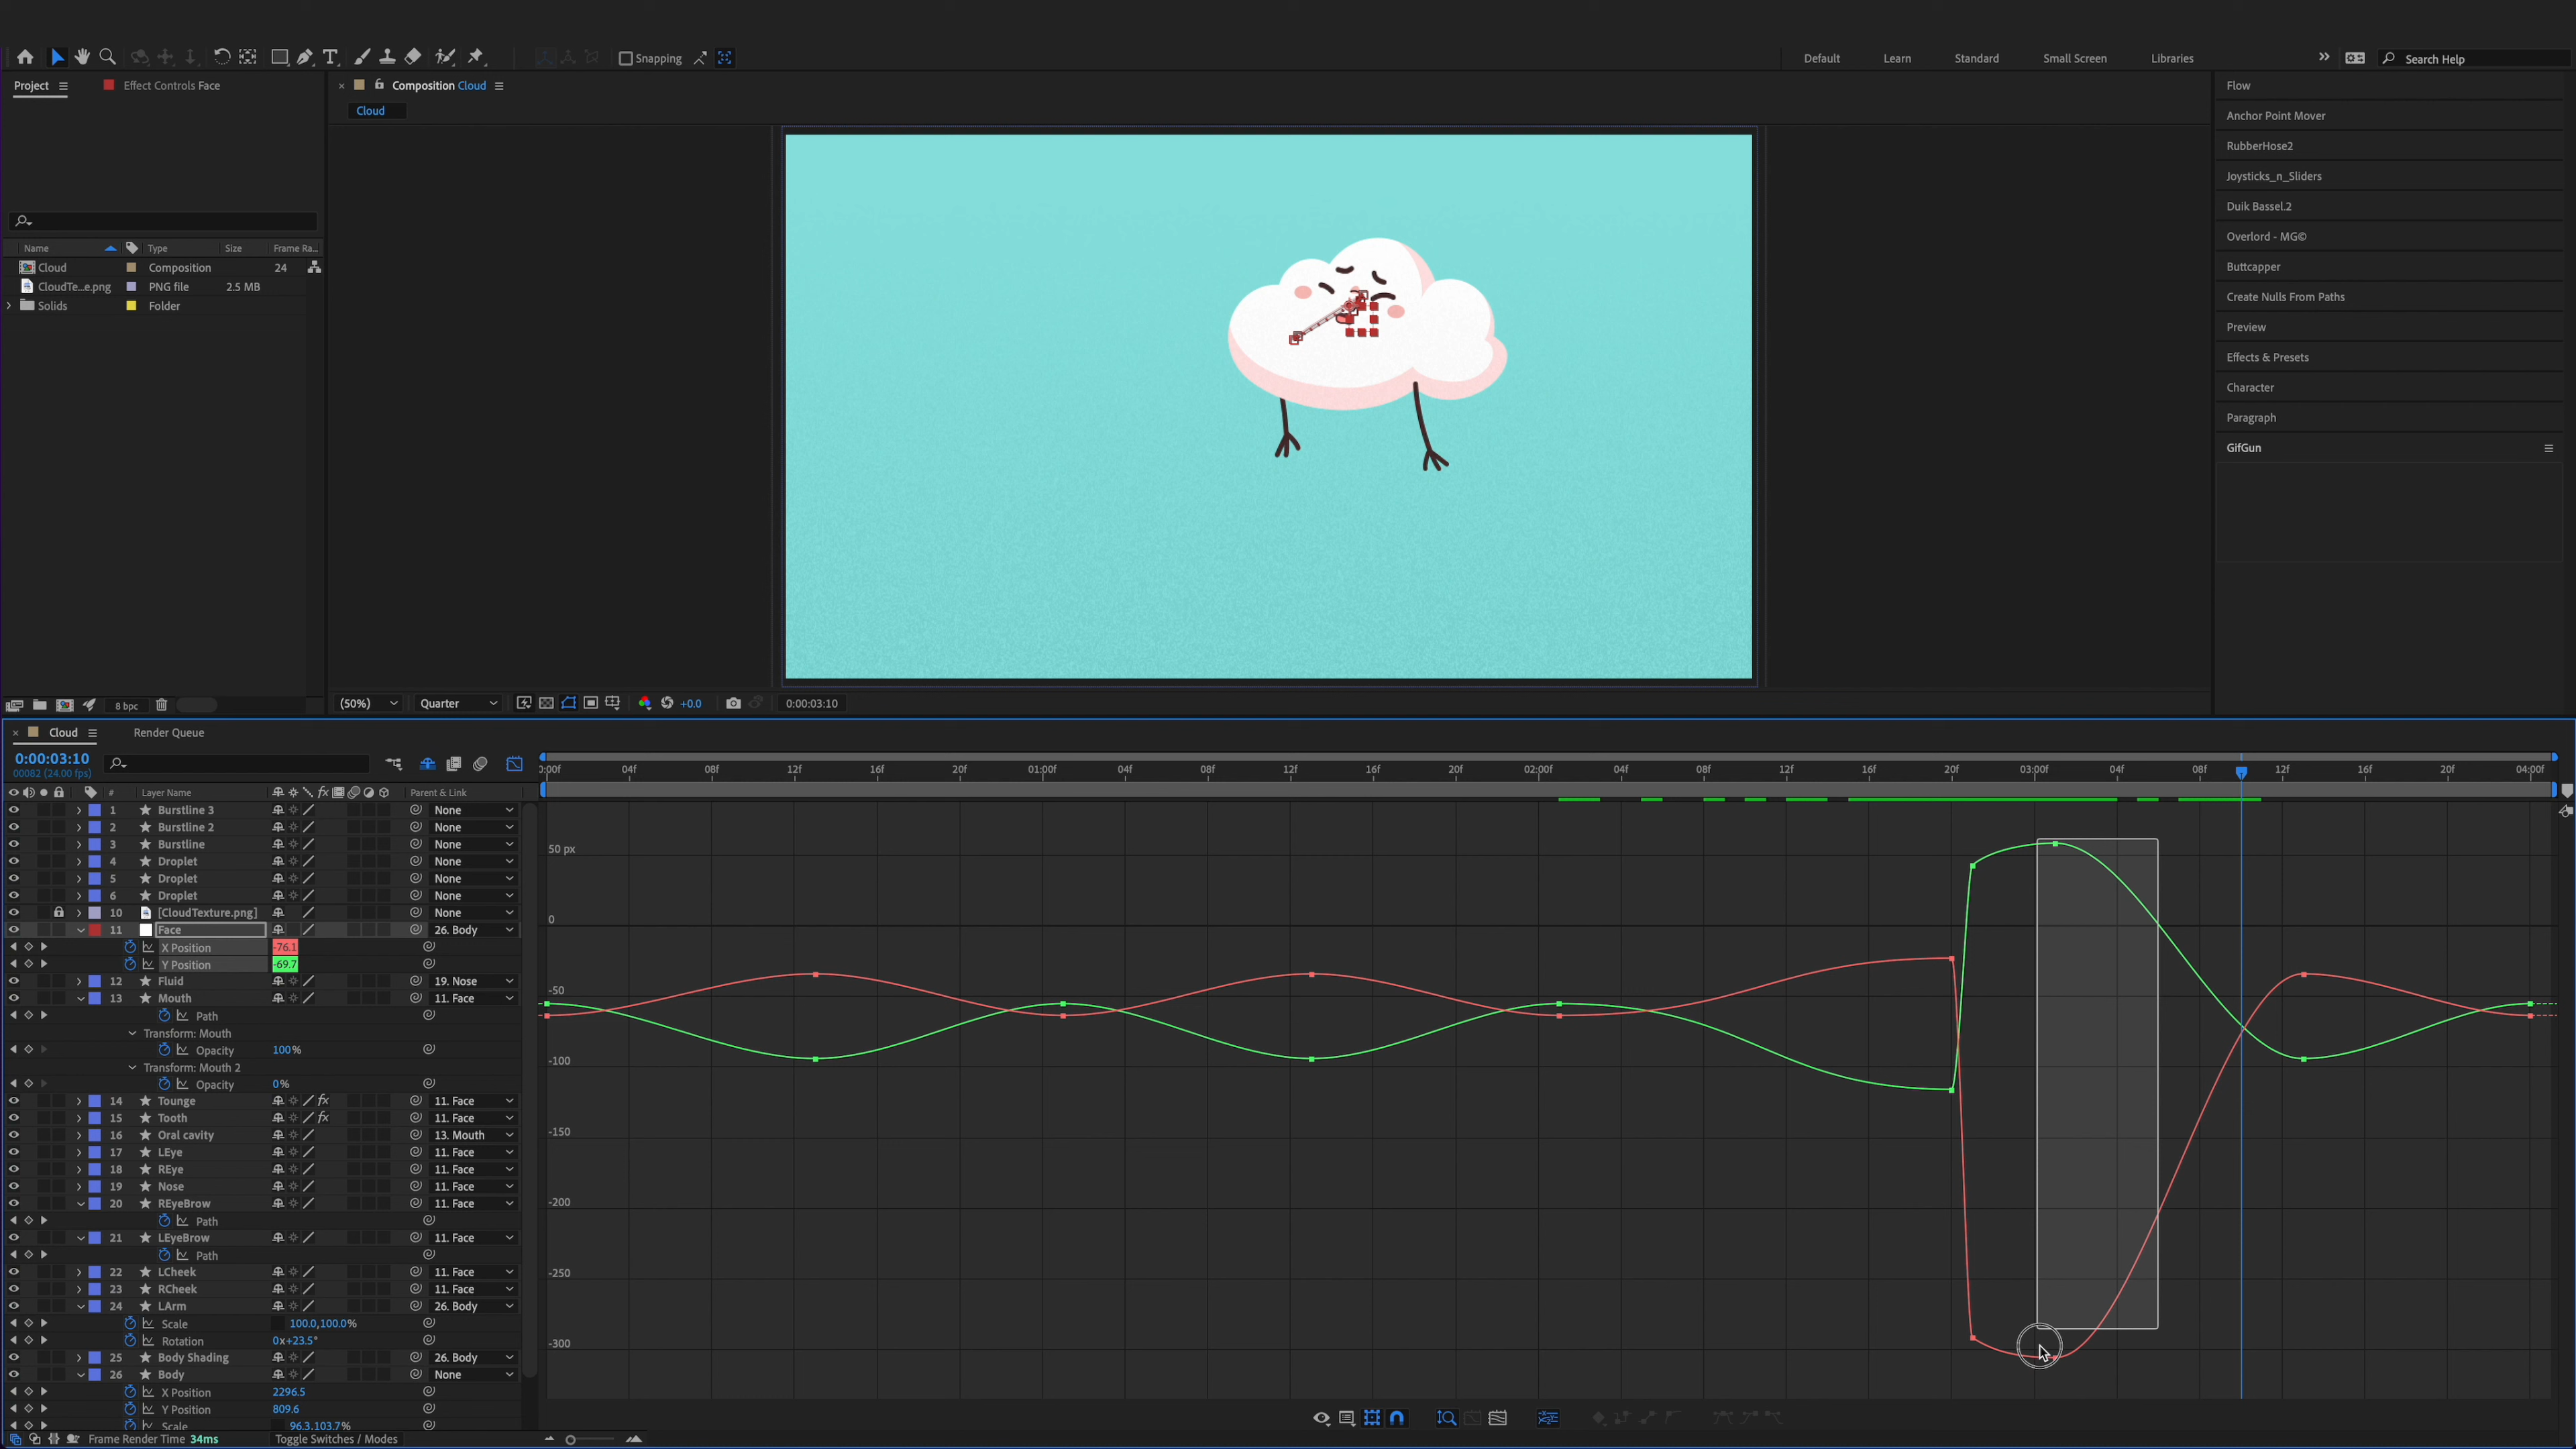 Snapping
Default
Learn
Standard
Small Screen
Libraries
Search Help
Project
Effect Controls Face
Composition Cloud
Cloud
Name Type Size Frame Ra...
Cloud Composition 24
CloudTe...e.png PNG file 2.5 MB
Solids Folder
8 bpc
(50%)
Quarter
+0.0
0:00:03:10
Flow
Anchor Point Mover
RubberHose2
Joysticks_n_Sliders
Duik Bassel.2
Overlord - MG©
Buttcapper
Create Nulls From Paths
Preview
Effects & Presets
Character
Paragraph
GifGun
Cloud
Render Queue
0:00:03:10
00082 (24.00 fps)
# Layer Name Parent & Link
1 Burstline 3 None
2 Burstline 2 None
3 Burstline None
4 Droplet None
5 Droplet None
6 Droplet None
10 [CloudTexture.png] None
11 Face 26. Body
X Position -76.1
Y Position -69.7
12 Fluid 19. Nose
13 Mouth 11. Face
Path
Transform: Mouth
Opacity 100%
Transform: Mouth 2
Opacity 0%
14 Tounge fx 11. Face
15 Tooth fx 11. Face
16 Oral cavity 13. Mouth
17 LEye 11. Face
18 REye 11. Face
19 Nose 11. Face
20 REyeBrow 11. Face
Path
21 LEyeBrow 11. Face
Path
22 LCheek 11. Face
23 RCheek 11. Face
24 LArm 26. Body
Scale 100.0,100.0%
Rotation 0x+23.5°
25 Body Shading 26. Body
26 Body None
X Position 2296.5
Y Position 809.6
Scale 96.3,103.7%
Frame Render Time 34ms
Toggle Switches / Modes
0:00f 04f 08f 12f 16f 20f 01:00f 04f 08f 12f 16f 20f 02:00f 04f 08f 12f 16f 20f 03:00f 04f 08f 12f 16f 20f 04:00f
50 px
0
-50
-100
-150
-200
-250
-300